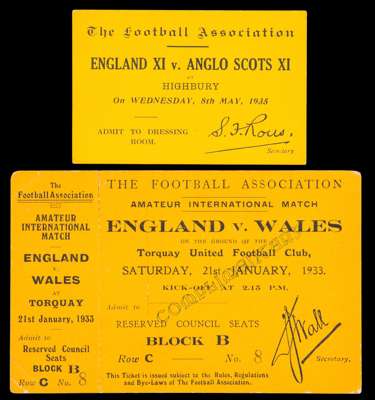 The Football Association
ENGLAND XI v. ANGLO SCOTS XI
AT
HIGHBURY
On WEDNESDAY, 8th MAY, 1935
ADMIT TO DRESSING
ROOM.
S. F. Rous.
Secretary.
The
Football Association
AMATEUR
INTERNATIONAL
MATCH
ENGLAND
v.
WALES
AT
TORQUAY
21st January, 1933
Reserved Council
Seats
BLOCK B
Row C No. 8
THE FOOTBALL ASSOCIATION
AMATEUR INTERNATIONAL MATCH
ENGLAND v. WALES
ON THE GROUND OF THE
Torquay United Football Club,
SATURDAY, 21st JANUARY, 1933.
KICK-OFF AT 2.15 P.M.
COMPLIMENTARY
Admit to
RESERVED COUNCIL SEATS
BLOCK B
Row C No. 8
Wall
Secretary.
This Ticket is issued subject to the Rules, Regulations
and Bye-Laws of The Football Association.